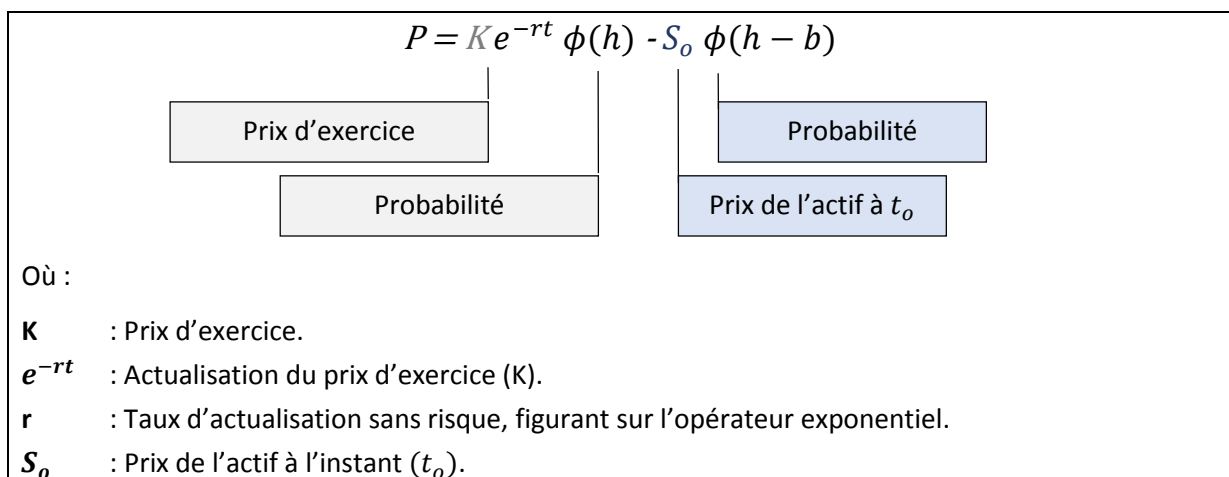 P = Ke^{-rt} ϕ(h) - S_o ϕ(h − b)
Prix d’exercice
Probabilité
Probabilité
Prix de l’actif à t_o
Où :
K : Prix d’exercice.
e^{-rt} : Actualisation du prix d’exercice (K).
r : Taux d’actualisation sans risque, figurant sur l’opérateur exponentiel.
S_o : Prix de l’actif à l’instant (t_o).